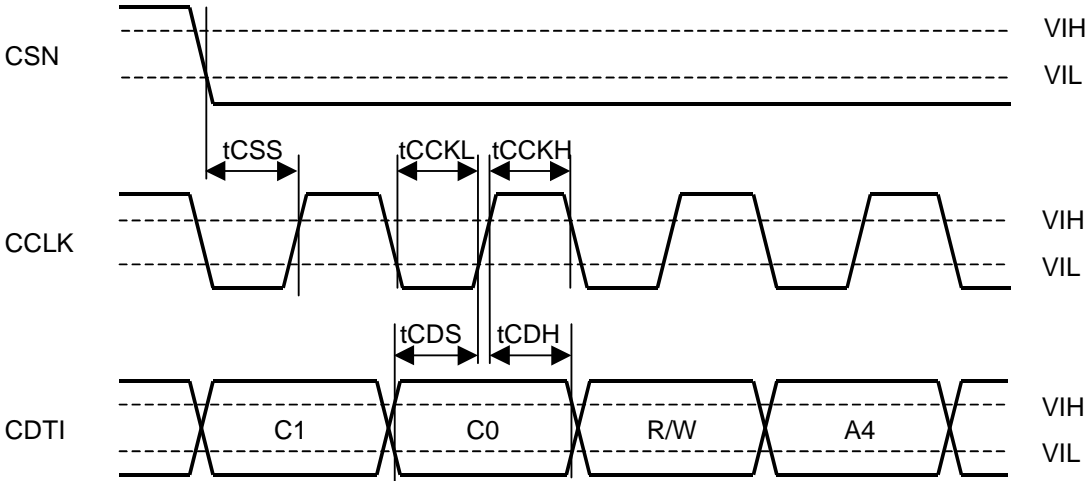 CSN
VIH
VIL
tCSS
tCCKL
tCCKH
CCLK
VIH
VIL
tCDS
tCDH
CDTI
C1
C0
R/W
A4
VIH
VIL